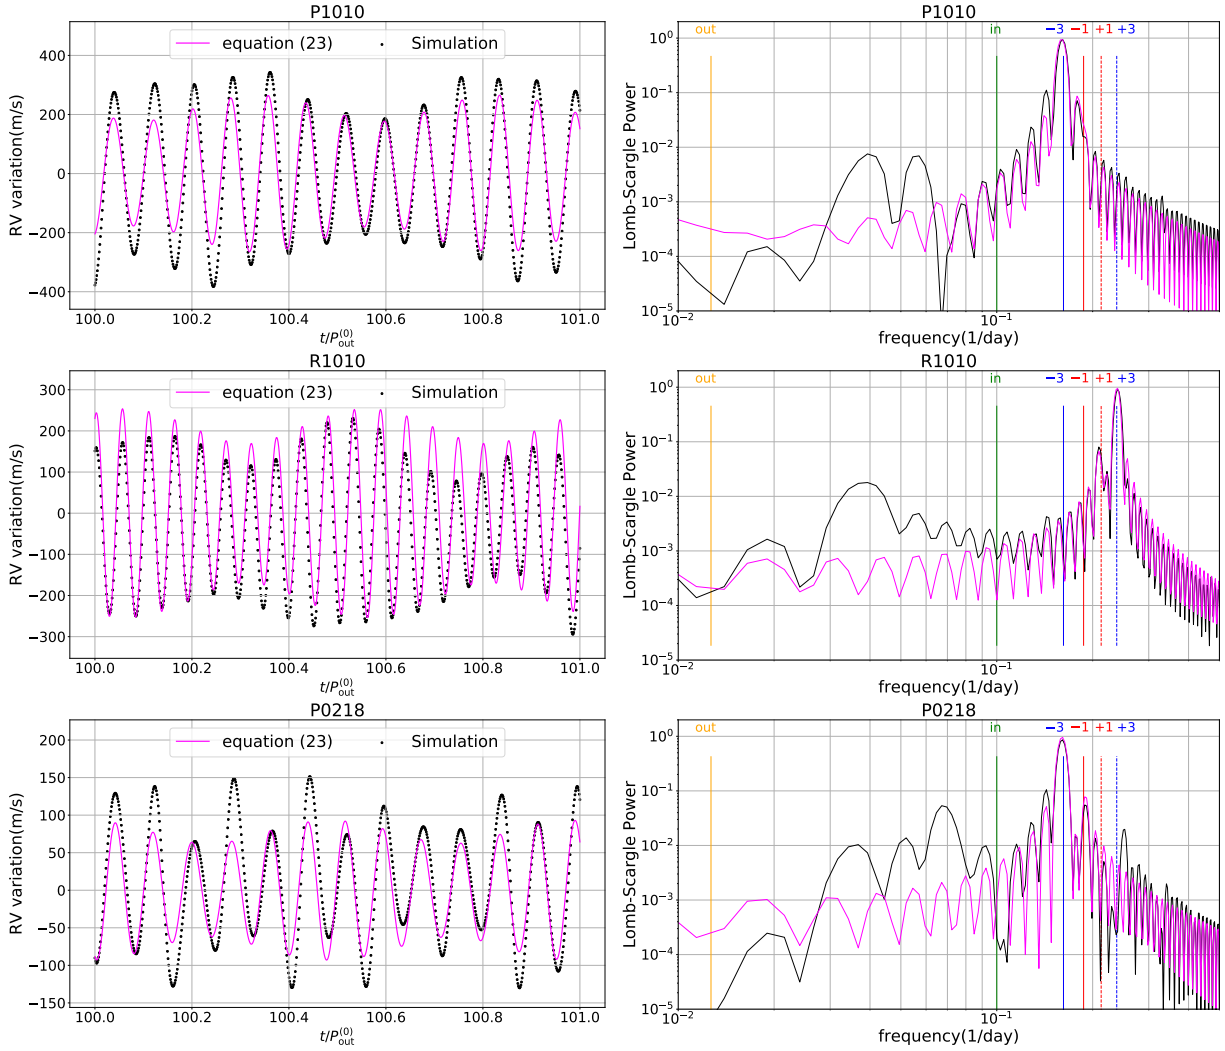 P1010
equation (23)
Simulation
RV variation(m/s)
400
200
0
−200
−400
100.0
100.2
100.4
100.6
100.8
101.0
t/P_out^(0)
P1010
out
in
−3
−1
+1
+3
Lomb-Scargle Power
10^0
10^−1
10^−2
10^−3
10^−4
10^−5
10^−2
10^−1
frequency(1/day)
R1010
equation (23)
Simulation
RV variation(m/s)
300
200
100
0
−100
−200
−300
100.0
100.2
100.4
100.6
100.8
101.0
t/P_out^(0)
R1010
out
in
−3
−1
+1
+3
Lomb-Scargle Power
10^0
10^−1
10^−2
10^−3
10^−4
10^−5
10^−2
10^−1
frequency(1/day)
P0218
equation (23)
Simulation
RV variation(m/s)
200
150
100
50
0
−50
−100
−150
100.0
100.2
100.4
100.6
100.8
101.0
t/P_out^(0)
P0218
out
in
−3
−1
+1
+3
Lomb-Scargle Power
10^0
10^−1
10^−2
10^−3
10^−4
10^−5
10^−2
10^−1
frequency(1/day)